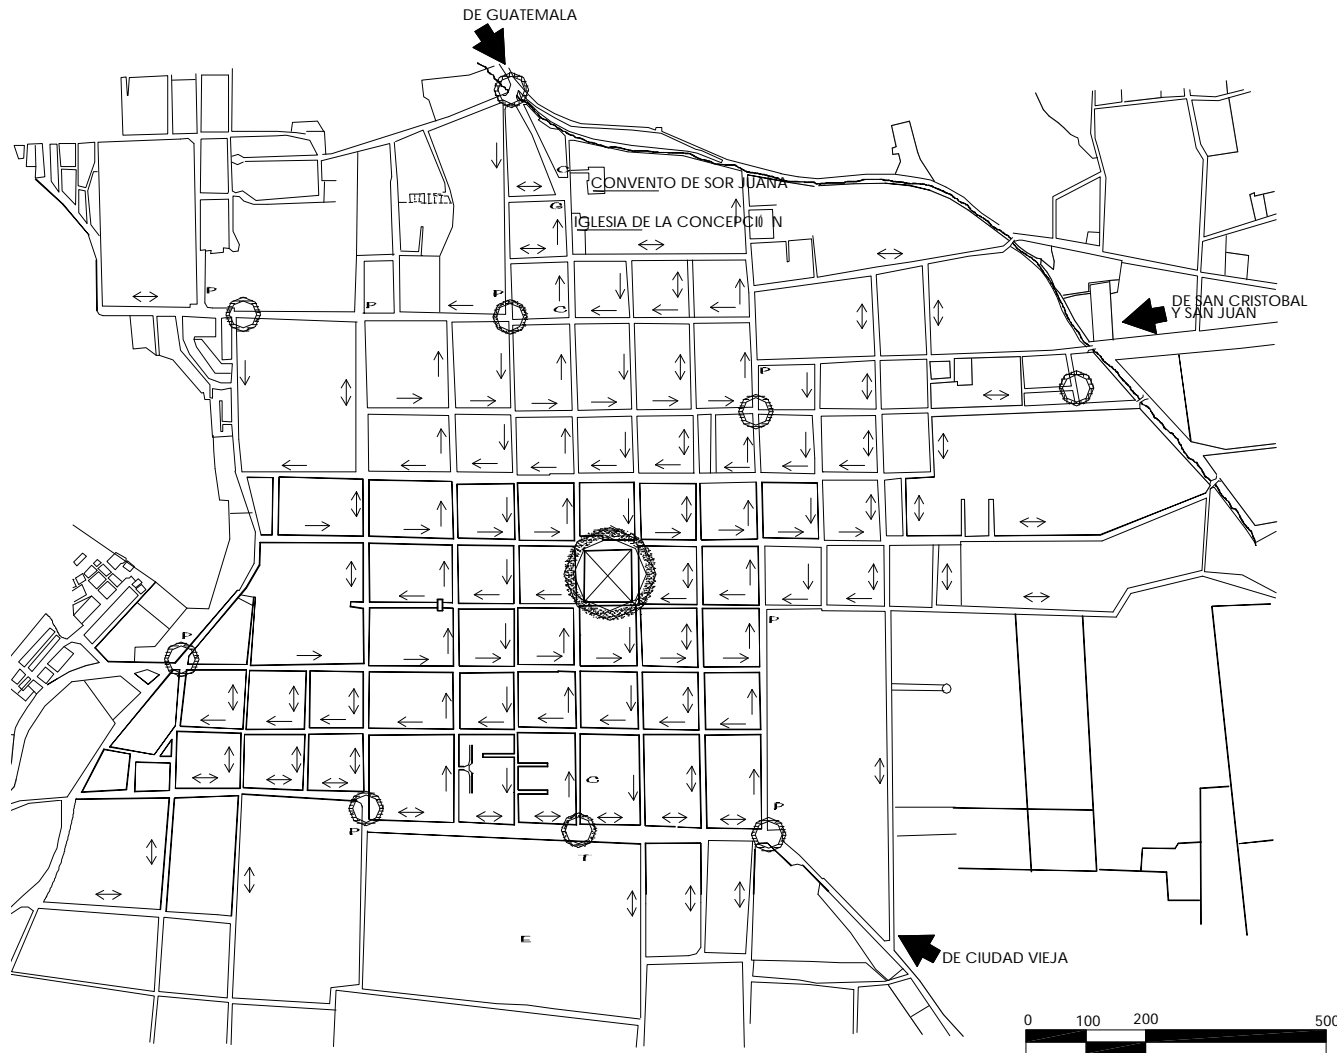 DE GUATEMALA
CONVENTO DE SOR JUANA
IGLESIA DE LA CONCEPCIÓN
C
G
P
P
P
C
DE SAN CRISTOBAL
Y SAN JUAN
P
P
P
C
P
P
T
E
DE CIUDAD VIEJA
0 100 200 500